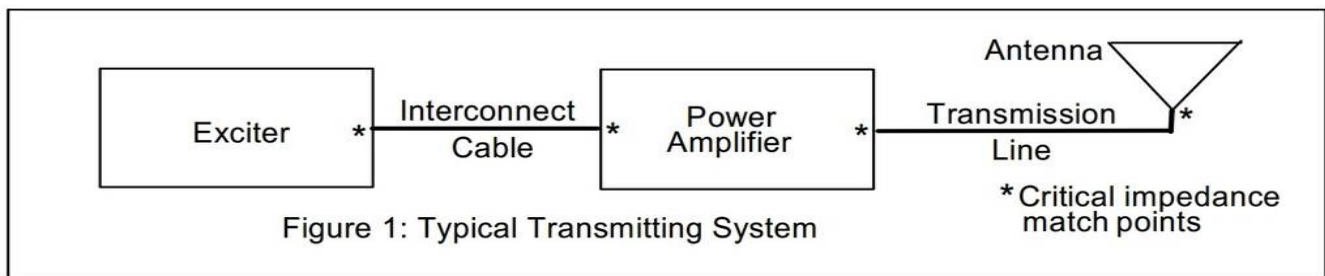 Antenna
Exciter
*
Interconnect
Cable
*
Power
Amplifier
*
Transmission
Line
*
* Critical impedance
match points
Figure 1: Typical Transmitting System